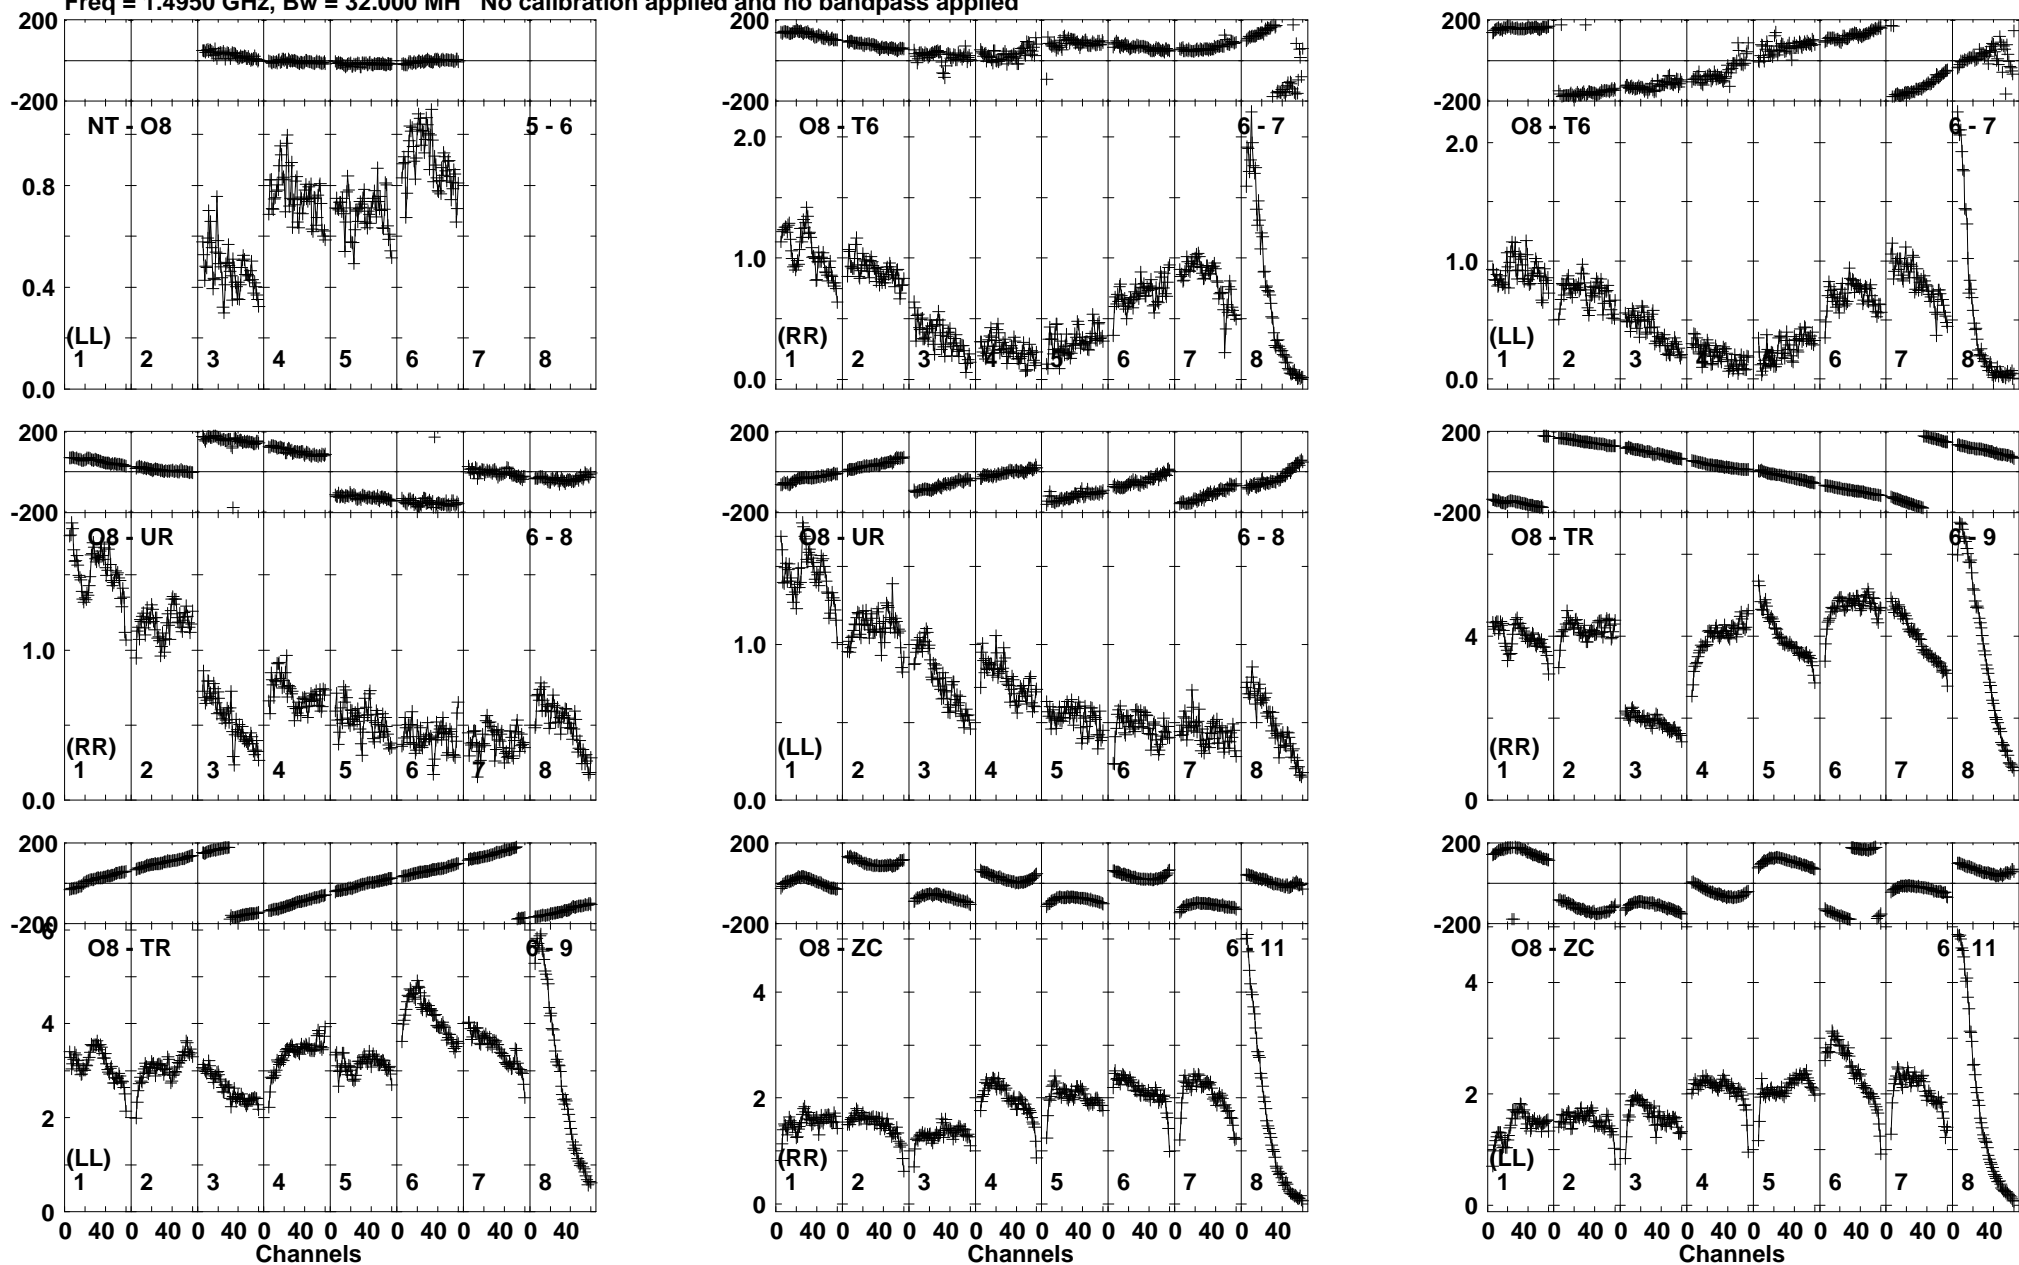 Freq = 1.4950 GHz, Bw = 32.000 MH No calibration applied and no bandpass applied
200 200 200
-200 -200 -200
NT - O8 5 - 6 O8 - T6 6 - 7 O8 - T6 6 - 7
2.0 2.0
0.8
1.0 1.0
0.4
(LL) (RR) (LL)
1 2 3 4 5 6 7 8 1 2 3 4 5 6 7 8 1 2 3 4 5 6 7 8
0.0 0.0 0.0
200 200 200
-200 -200 -200
O8 - UR 6 - 8 O8 - UR 6 - 8 O8 - TR 6 - 9
1.0 1.0 4
(RR) (LL) (RR)
1 2 3 4 5 6 7 8 1 2 3 4 5 6 7 8 1 2 3 4 5 6 7 8
0.0 0.0 0
200 200 200
-200 -200 -200
6
O8 - TR 6 - 9 O8 - ZC 6 - 11 O8 - ZC 6 - 11
4 4 4
2 2 2
(LL) (RR) (LL)
1 2 3 4 5 6 7 8 1 2 3 4 5 6 7 8 1 2 3 4 5 6 7 8
0 0 0
0 40 0 40 0 40 0 40 0 40 0 40 0 40 0 40 0 40 0 40 0 40 0 40 0 40 0 40 0 40 0 40 0 40 0 40 0 40 0 40 0 40 0 40 0 40 0 40
Channels Channels Channels